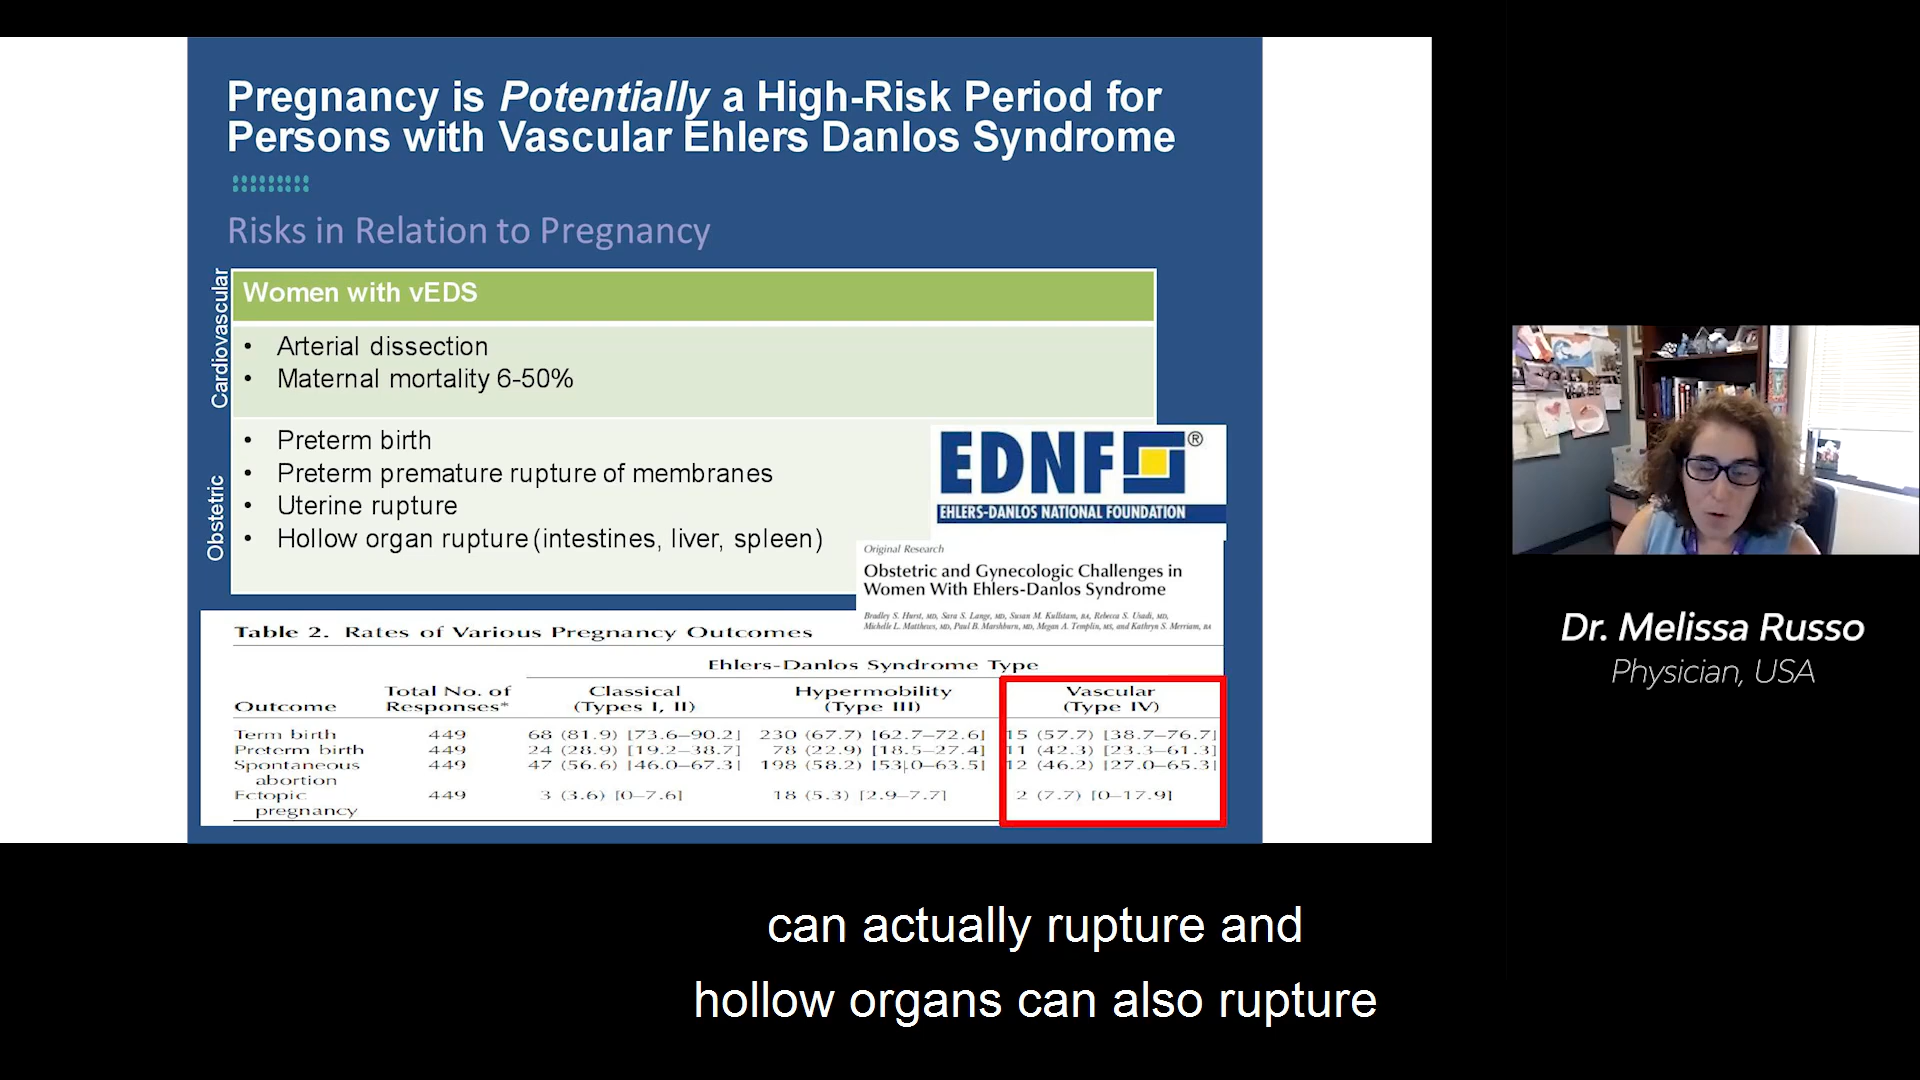 Pregnancy is Potentially a High-Risk Period for
Persons with Vascular Ehlers Danlos Syndrome
Risks in Relation to Pregnancy
Cardiovascular
Women with vEDS
• Arterial dissection
• Maternal mortality 6-50%
Obstetric
• Preterm birth
• Preterm premature rupture of membranes
• Uterine rupture
• Hollow organ rupture (intestines, liver, spleen)
EDNF®
EHLERS-DANLOS NATIONAL FOUNDATION
Original Research
Obstetric and Gynecologic Challenges in
Women With Ehlers-Danlos Syndrome
Bradley S. Hurst, MD, Sara S. Lange, MD, Susan M. Kullstam, BA, Rebecca S. Usadi, MD,
Michelle L. Matthews, MD, Paul B. Marshburn, MD, Megan A. Templin, MS, and Kathryn S. Merriam, BA
Table 2. Rates of Various Pregnancy Outcomes
Ehlers-Danlos Syndrome Type
Outcome Total No. of Responses* Classical (Types I, II) Hypermobility (Type III) Vascular (Type IV)
Term birth 449 68 (81.9) [73.6–90.2] 230 (67.7) [62.7–72.6] 15 (57.7) [38.7–76.7]
Preterm birth 449 24 (28.9) [19.2–38.7] 78 (22.9) [18.5–27.4] 11 (42.3) [23.3–61.3]
Spontaneous abortion 449 47 (56.6) [46.0–67.3] 198 (58.2) [53.0–63.5] 12 (46.2) [27.0–65.3]
Ectopic pregnancy 449 3 (3.6) [0–7.6] 18 (5.3) [2.9–7.7] 2 (7.7) [0–17.9]
Dr. Melissa Russo
Physician, USA
can actually rupture and
hollow organs can also rupture